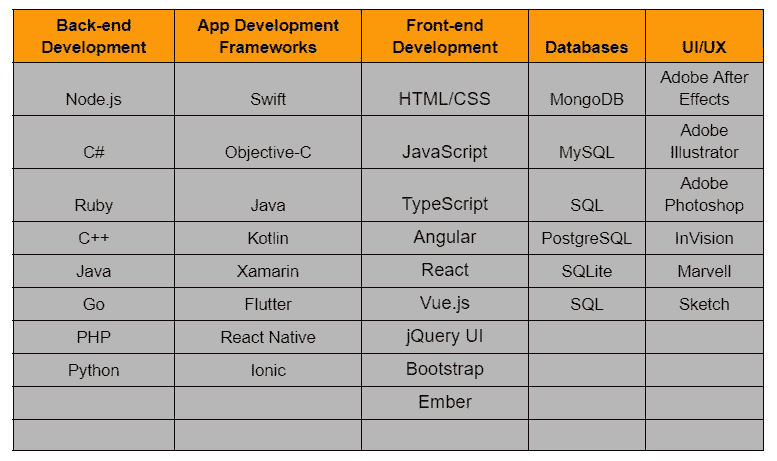 Back-end Development App Development Frameworks Front-end Development Databases UI/UX
Node.js Swift HTML/CSS MongoDB Adobe After Effects
C# Objective-C JavaScript MySQL Adobe Illustrator
Ruby Java TypeScript SQL Adobe Photoshop
C++ Kotlin Angular PostgreSQL InVision
Java Xamarin React SQLite Marvell
Go Flutter Vue.js SQL Sketch
PHP React Native jQuery UI
Python Ionic Bootstrap
Ember